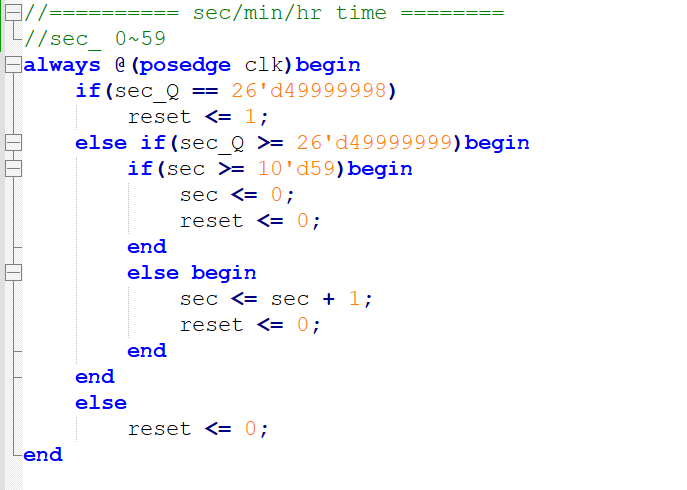 //========== sec/min/hr time ========
//sec_ 0~59
always @(posedge clk)begin
if(sec_Q == 26'd49999998)
reset <= 1;
else if(sec_Q >= 26'd49999999)begin
if(sec >= 10'd59)begin
sec <= 0;
reset <= 0;
end
else begin
sec <= sec + 1;
reset <= 0;
end
end
else
reset <= 0;
end